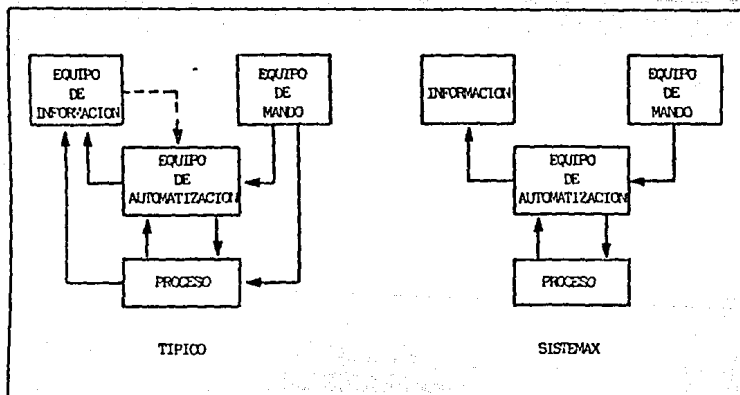 EQUIPO
DE
INFORMACION
EQUIPO
DE
MANDO
EQUIPO
DE
AUTOMATIZACION
PROCESO
TIPICO
INFORMACION
EQUIPO
DE
MANDO
EQUIPO
DE
AUTOMATIZACION
PROCESO
SISTEMAX